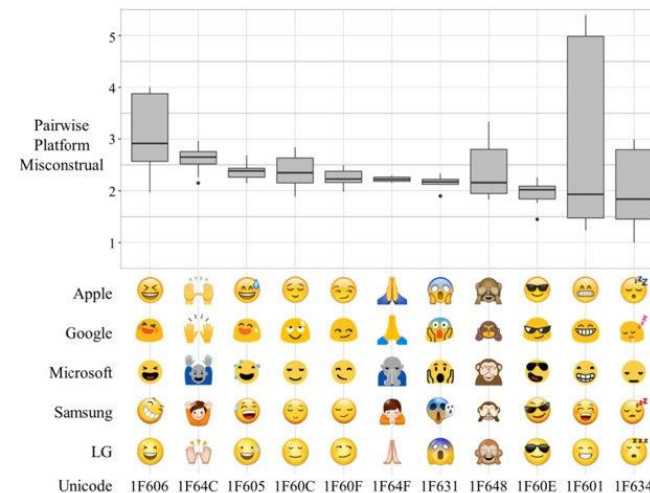 5
4
Pairwise
Platform
Misconstrual
3
2
1
Apple
Google
Microsoft
Samsung
LG
Unicode 1F606 1F64C 1F605 1F60C 1F60F 1F64F 1F631 1F648 1F60E 1F601 1F634